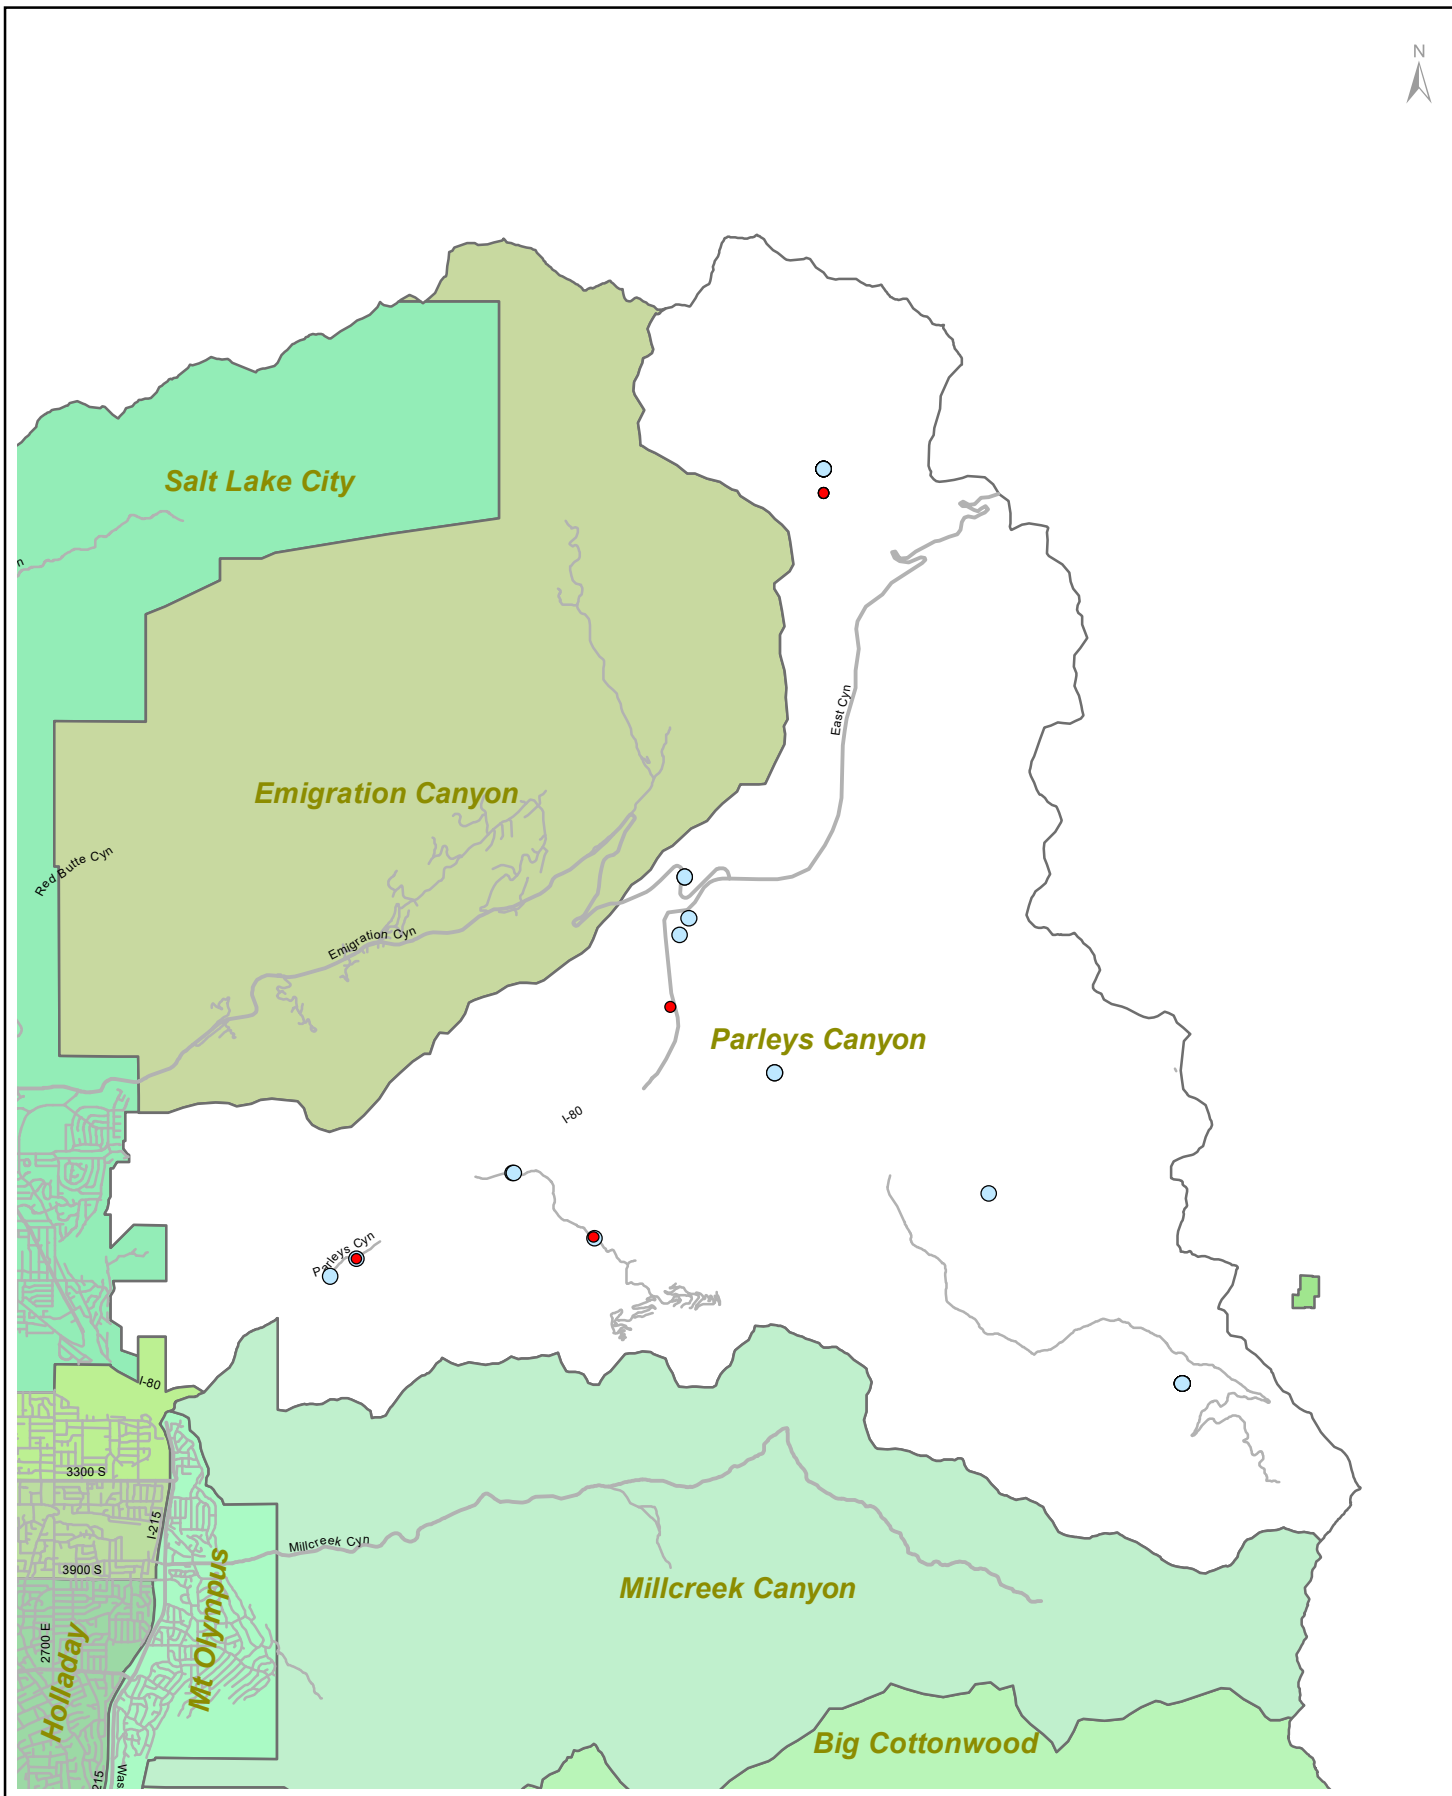 N
Salt Lake City
n
East Cyn
Emigration Canyon
Red Butte Cyn
Emigration Cyn
Parleys Canyon
I-80
Parleys Cyn
I-80
3300 S
I-215
Millcreek Cyn
3900 S
Millcreek Canyon
Mt Olympus
2700 E
Holladay
Big Cottonwood
215
Was